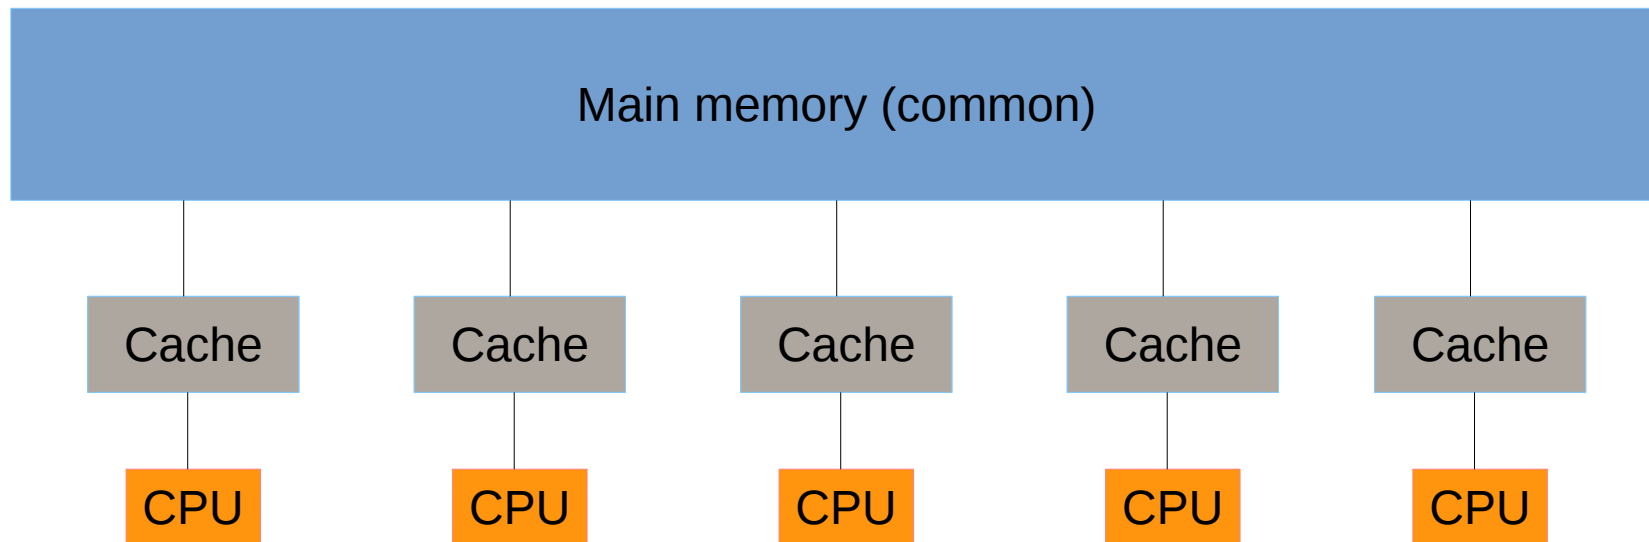 Main memory (common)
Cache Cache Cache Cache Cache
CPU CPU CPU CPU CPU